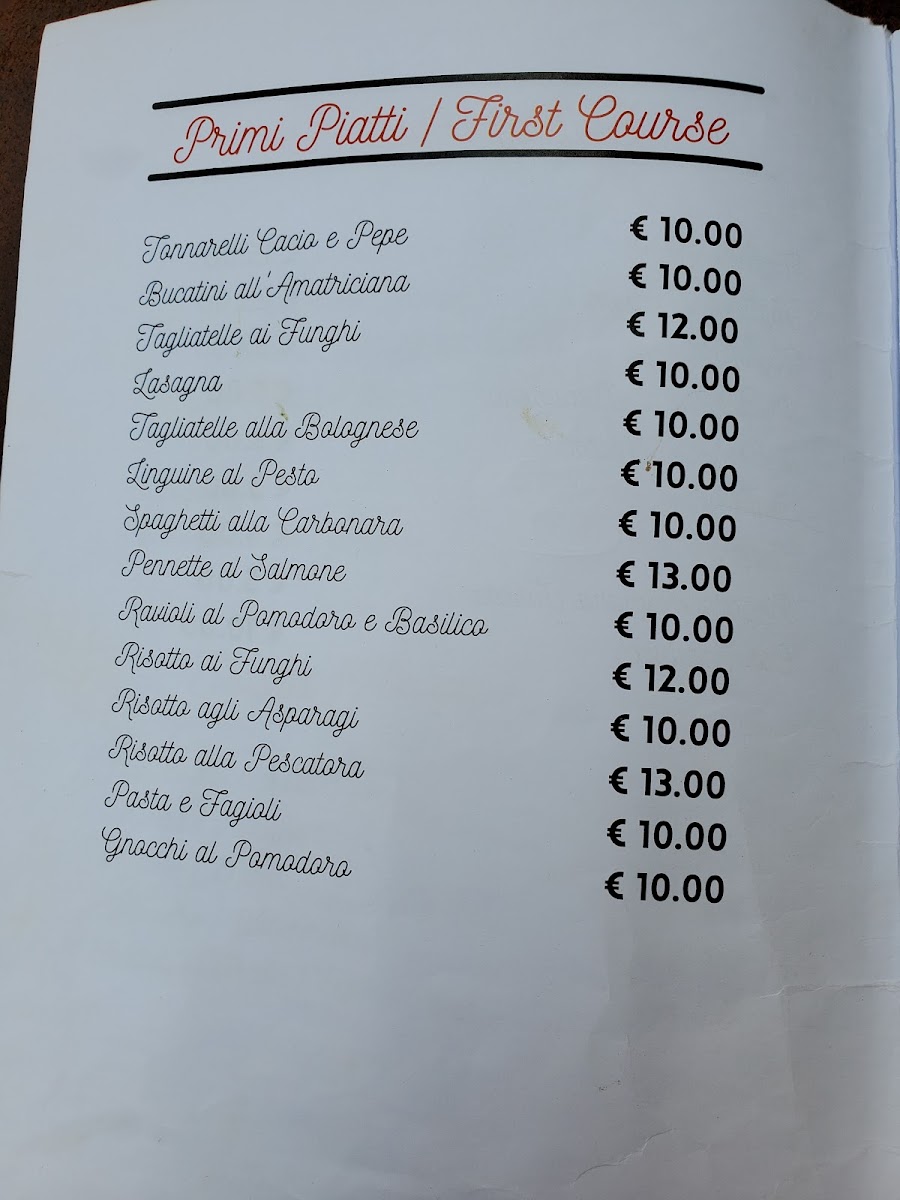 Primi Piatti / First Course
Tonnarelli Cacio e Pepe € 10.00
Bucatini all'Amatriciana € 10.00
Tagliatelle ai Funghi € 12.00
Lasagna € 10.00
Tagliatelle alla Bolognese € 10.00
Linguine al Pesto € 10.00
Spaghetti alla Carbonara € 10.00
Pennette al Salmone € 13.00
Ravioli al Pomodoro e Basilico € 10.00
Risotto ai Funghi € 12.00
Risotto agli Asparagi € 10.00
Risotto alla Pescatora € 13.00
Pasta e Fagioli € 10.00
Gnocchi al Pomodoro € 10.00